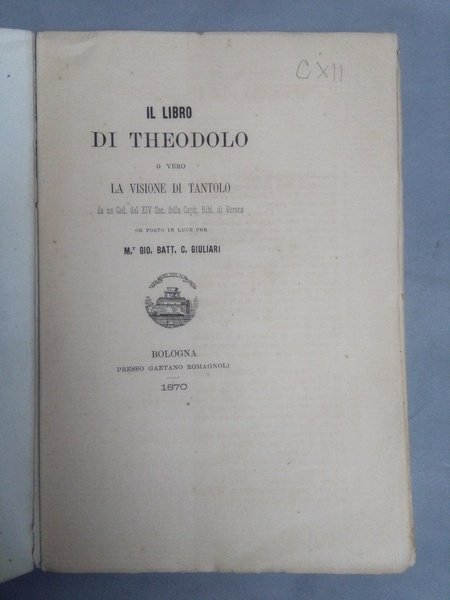 CXII
IL LIBRO
DI THEODOLO
O VERO
LA VISIONE DI TANTOLO
da un Cod. del XIV Sec. della Capit. Bibl. di Verona
OR POSTO IN LUCE PER
M.r GIO. BATT. C. GIULIARI
BOLOGNA
PRESSO GAETANO ROMAGNOLI
1870